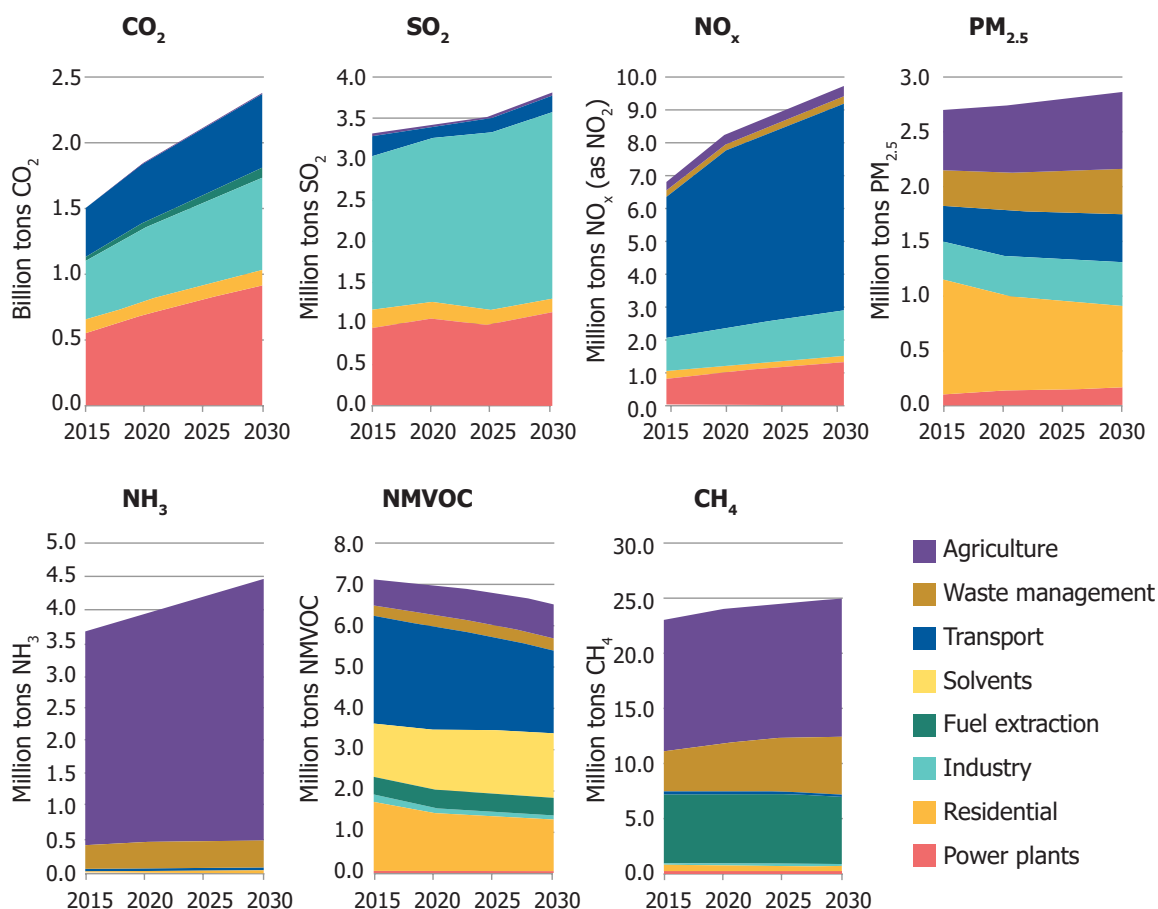 CO2
SO2
NOx
PM2.5
Billion tons CO2
2.5
2.0
1.5
1.0
0.5
0.0
2015 2020 2025 2030
Million tons SO2
4.0
3.5
3.0
2.0
1.5
1.0
0.5
0.0
2015 2020 2025 2030
Million tons NOx (as NO2)
10.0
9.0
8.0
7.0
6.0
5.0
4.0
3.0
2.0
1.0
0.0
2015 2020 2025 2030
Million tons PM2.5
3.0
2.5
2.0
1.5
1.0
0.5
0.0
2015 2020 2025 2030
NH3
NMVOC
CH4
Million tons NH3
5.0
4.5
4.0
3.5
3.0
2.5
2.0
1.5
1.0
0.5
0.0
2015 2020 2025 2030
Million tons NMVOC
8.0
7.0
6.0
5.0
4.0
3.0
2.0
1.0
0.0
2015 2020 2025 2030
Million tons CH4
30.0
25.0
20.0
15.0
10.0
5.0
0.0
2015 2020 2025 2030
Agriculture
Waste management
Transport
Solvents
Fuel extraction
Industry
Residential
Power plants